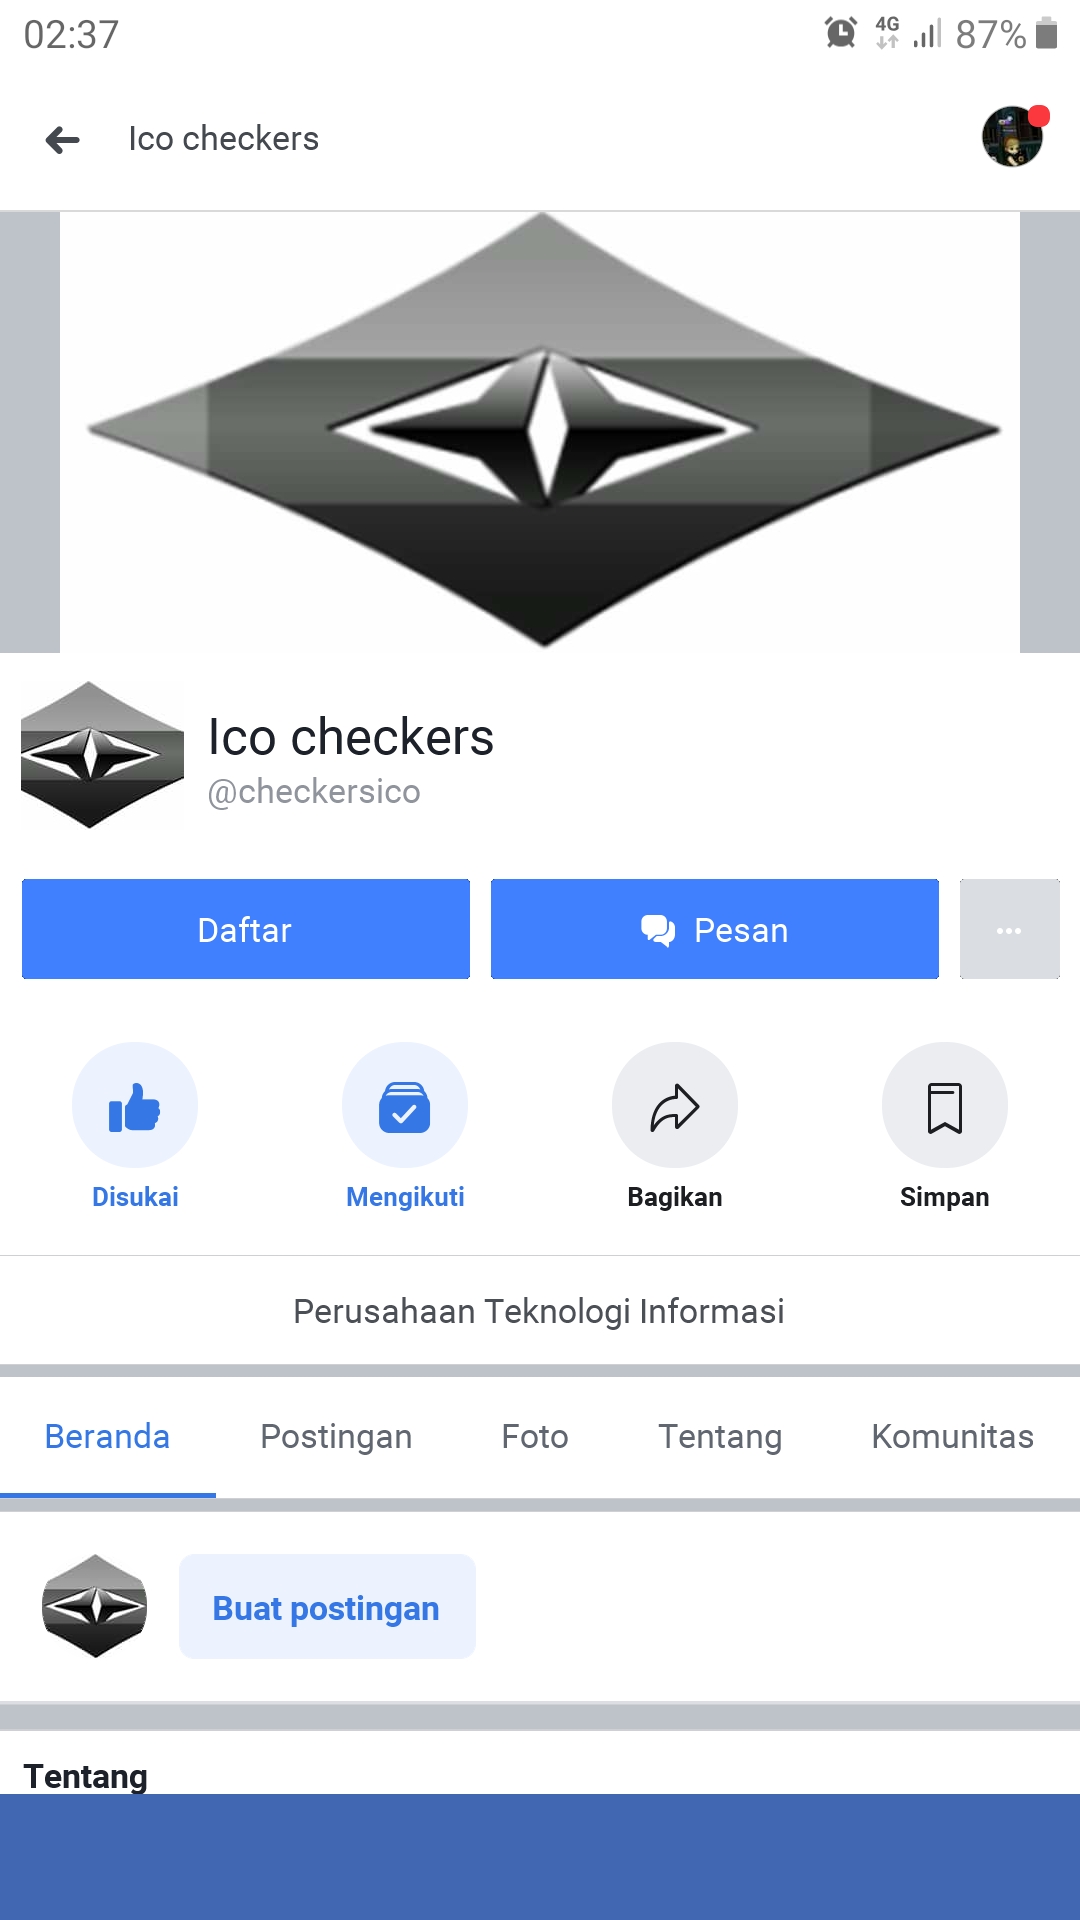 02:37
4G 87%
Ico checkers
Ico checkers
@checkersico
Daftar
Pesan
Disukai
Mengikuti
Bagikan
Simpan
Perusahaan Teknologi Informasi
Beranda
Postingan
Foto
Tentang
Komunitas
Buat postingan
Tentang